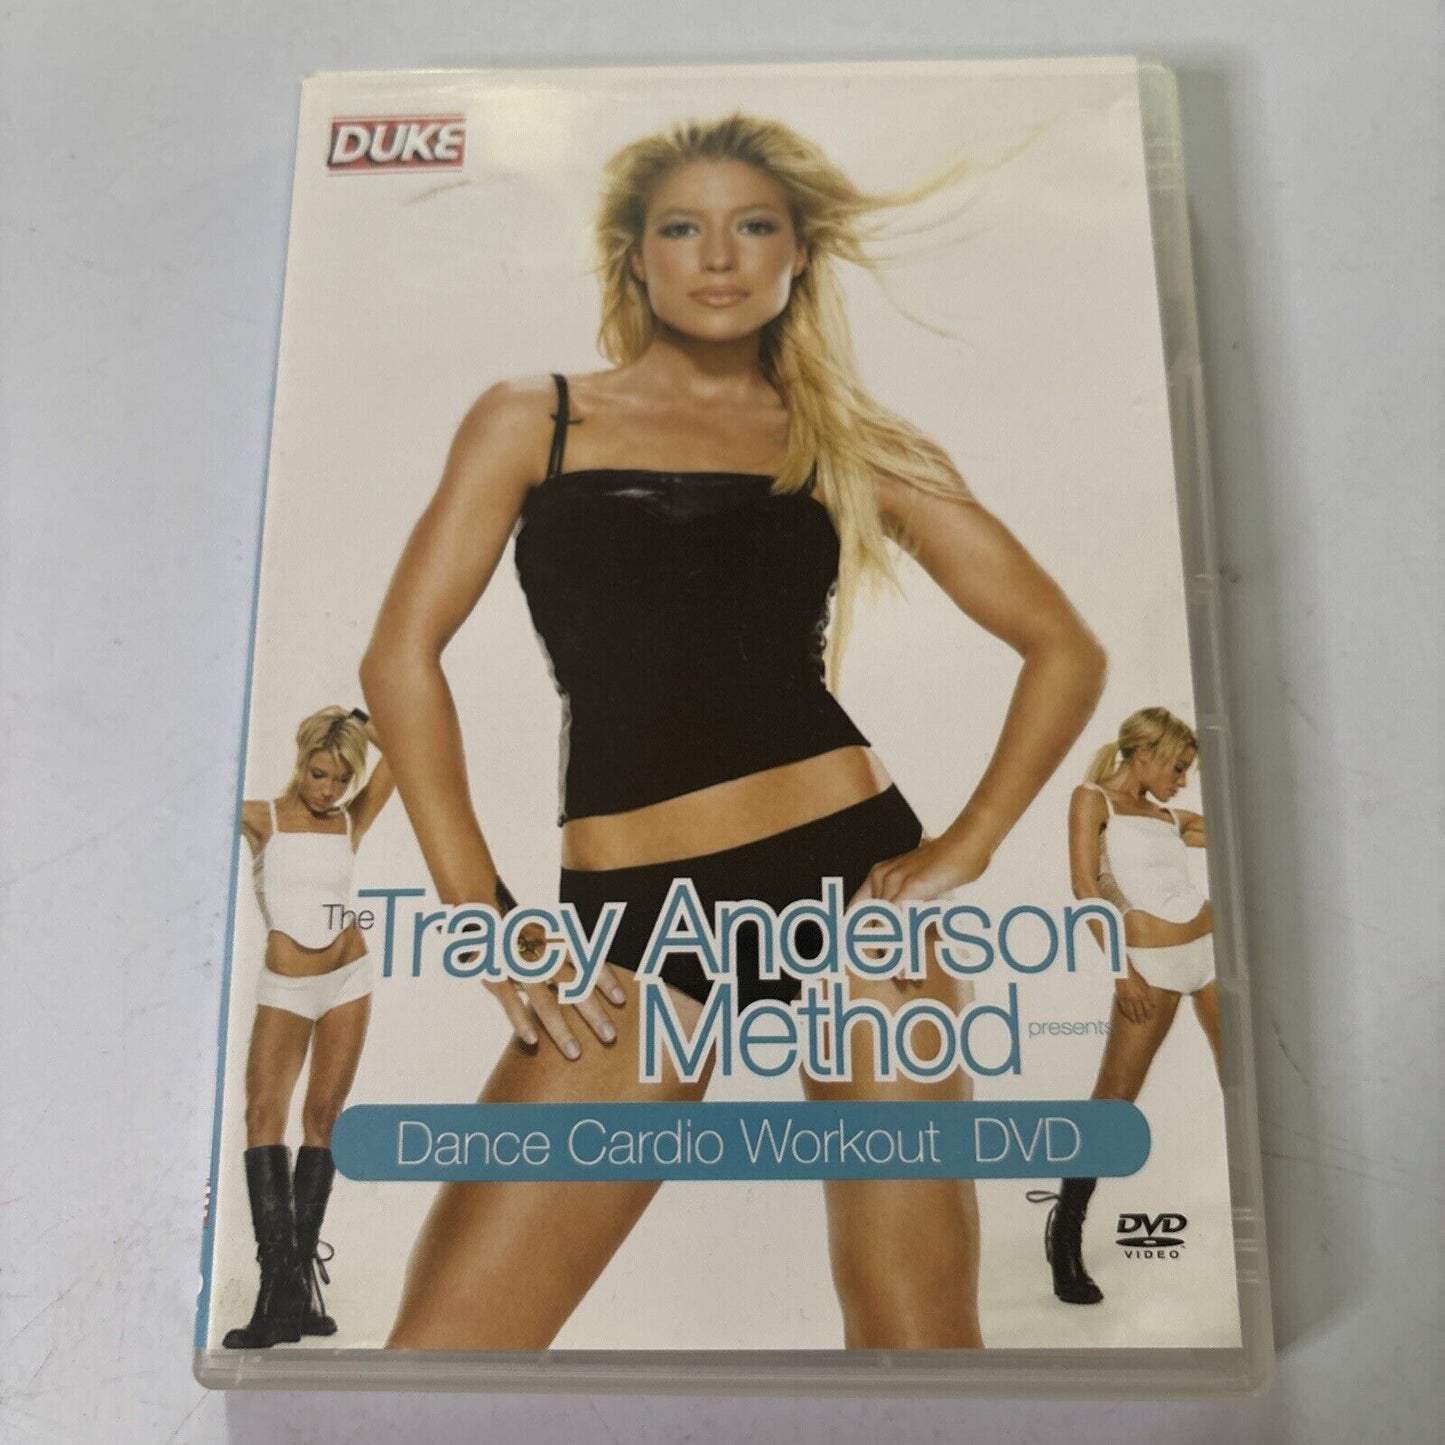 DUKE
The Tracy Anderson
Method presents
Dance Cardio Workout DVD
DVD
VIDEO